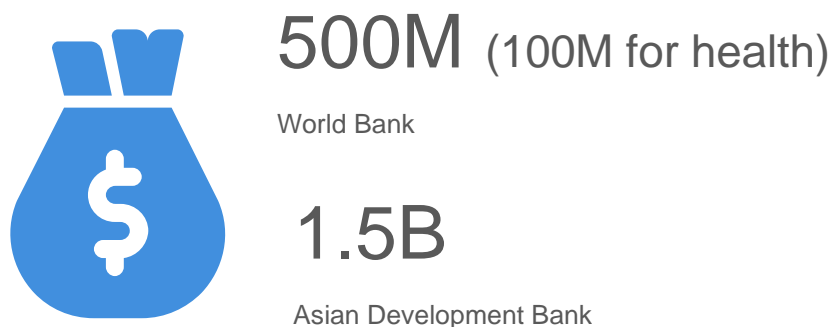 500M (100M for health)
World Bank
$
1.5B
Asian Development Bank